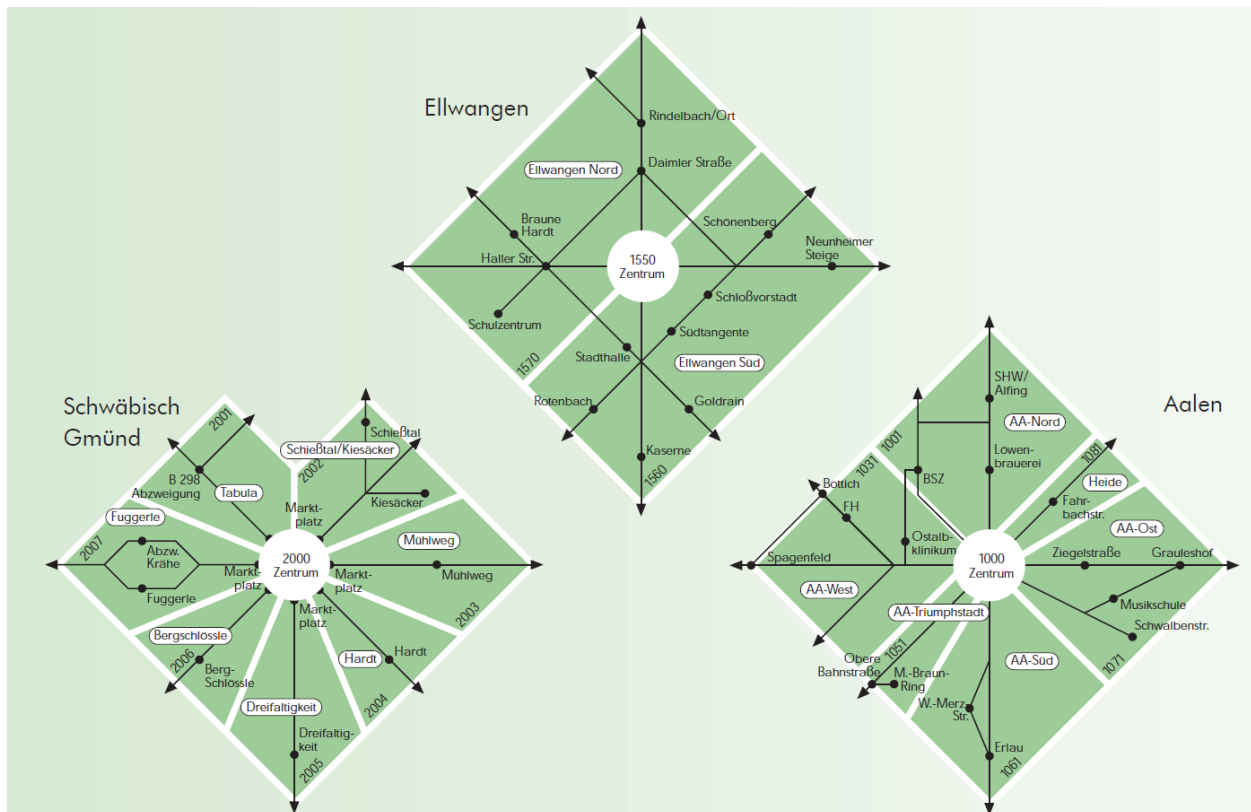 Ellwangen
Rindelbach/Ort
Ellwangen Nord
Daimler Straße
Braune
Hardt
Schönenberg
Neunheimer
Steige
Haller Str.
1550
Zentrum
Schloßvorstadt
Schulzentrum
Südtangente
Stadthalle
Ellwangen Süd
1570
Rotenbach
Goldrain
Kaserne
1560
Schwäbisch
Gmünd
2001
Schießtal
Schießtal/Kiesäcker
2002
B 298
Abzweigung
Tabula
Markt-
platz
Kiesäcker
Fuggerle
2007
Abzw.
Krähe
Fuggerle
Markt-
platz
2000
Zentrum
Markt-
platz
Mühlweg
Mühlweg
2003
Markt-
platz
Bergschlössle
2006
Berg-
Schlössle
Hardt
Hardt
2004
Dreifaltigkeit
Dreifaltig-
keit
2005
Aalen
SHW/
Alfing
AA-Nord
1001
1031
Löwen-
brauerei
1081
Heide
Bottich
FH
BSZ
Fahr-
bachstr.
AA-Ost
Ostalb-
klinikum
Spagenfeld
1000
Zentrum
Ziegelstraße
Grauleshof
AA-West
AA-Triumphstadt
Musikschule
Schwalbenstr.
1051
Obere
Bahnstraße
M.-Braun-
Ring
AA-Süd
1071
W.-Merz-
Str.
Erlau
1061